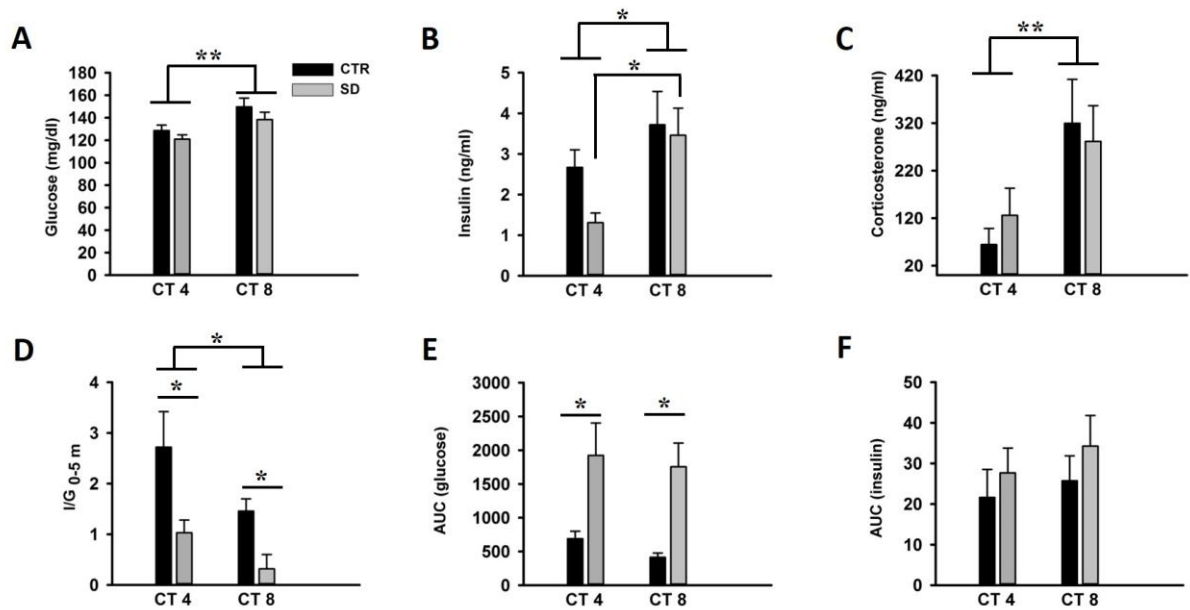 A
**
Glucose (mg/dl)
180
160
140
120
100
80
60
40
20
0
CT 4 CT 8
CTR
SD
B
*
*
Insulin (ng/ml)
5
4
3
2
1
0
CT 4 CT 8
C
**
Corticosterone (ng/ml)
420
320
220
120
20
CT 4 CT 8
D
*
*
*
I/G 0-5 m
4
3
2
1
0
CT 4 CT 8
E
* *
AUC (glucose)
3000
2500
2000
1500
1000
500
0
CT 4 CT 8
F
AUC (insulin)
50
40
30
20
10
0
CT 4 CT 8